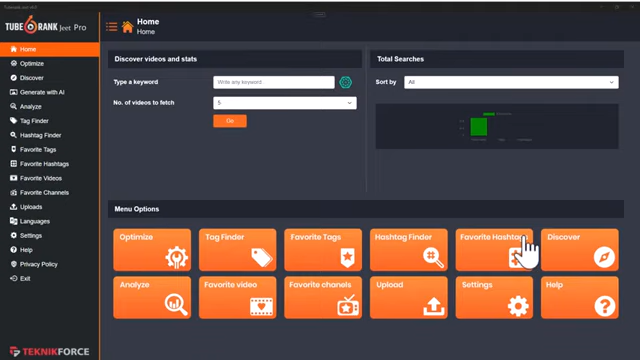 TUBE RANK Jeet Pro
Home
Home
Home
Optimize
Discover
Generate with AI
Analyze
Tag Finder
Hashtag Finder
Favorite Tags
Favorite Hashtags
Favorite Videos
Favorite Channels
Uploads
Languages
Settings
Help
Privacy Policy
Exit
TEKNIKFORCE
Discover videos and stats
Type a keyword
Write any keyword
No. of videos to fetch
5
Go
Total Searches
Sort by
All
Menu Options
Optimize
Tag Finder
Favorite Tags
Hashtag Finder
Favorite Hashtags
Discover
Analyze
Favorite video
Favorite chanels
Upload
Settings
Help